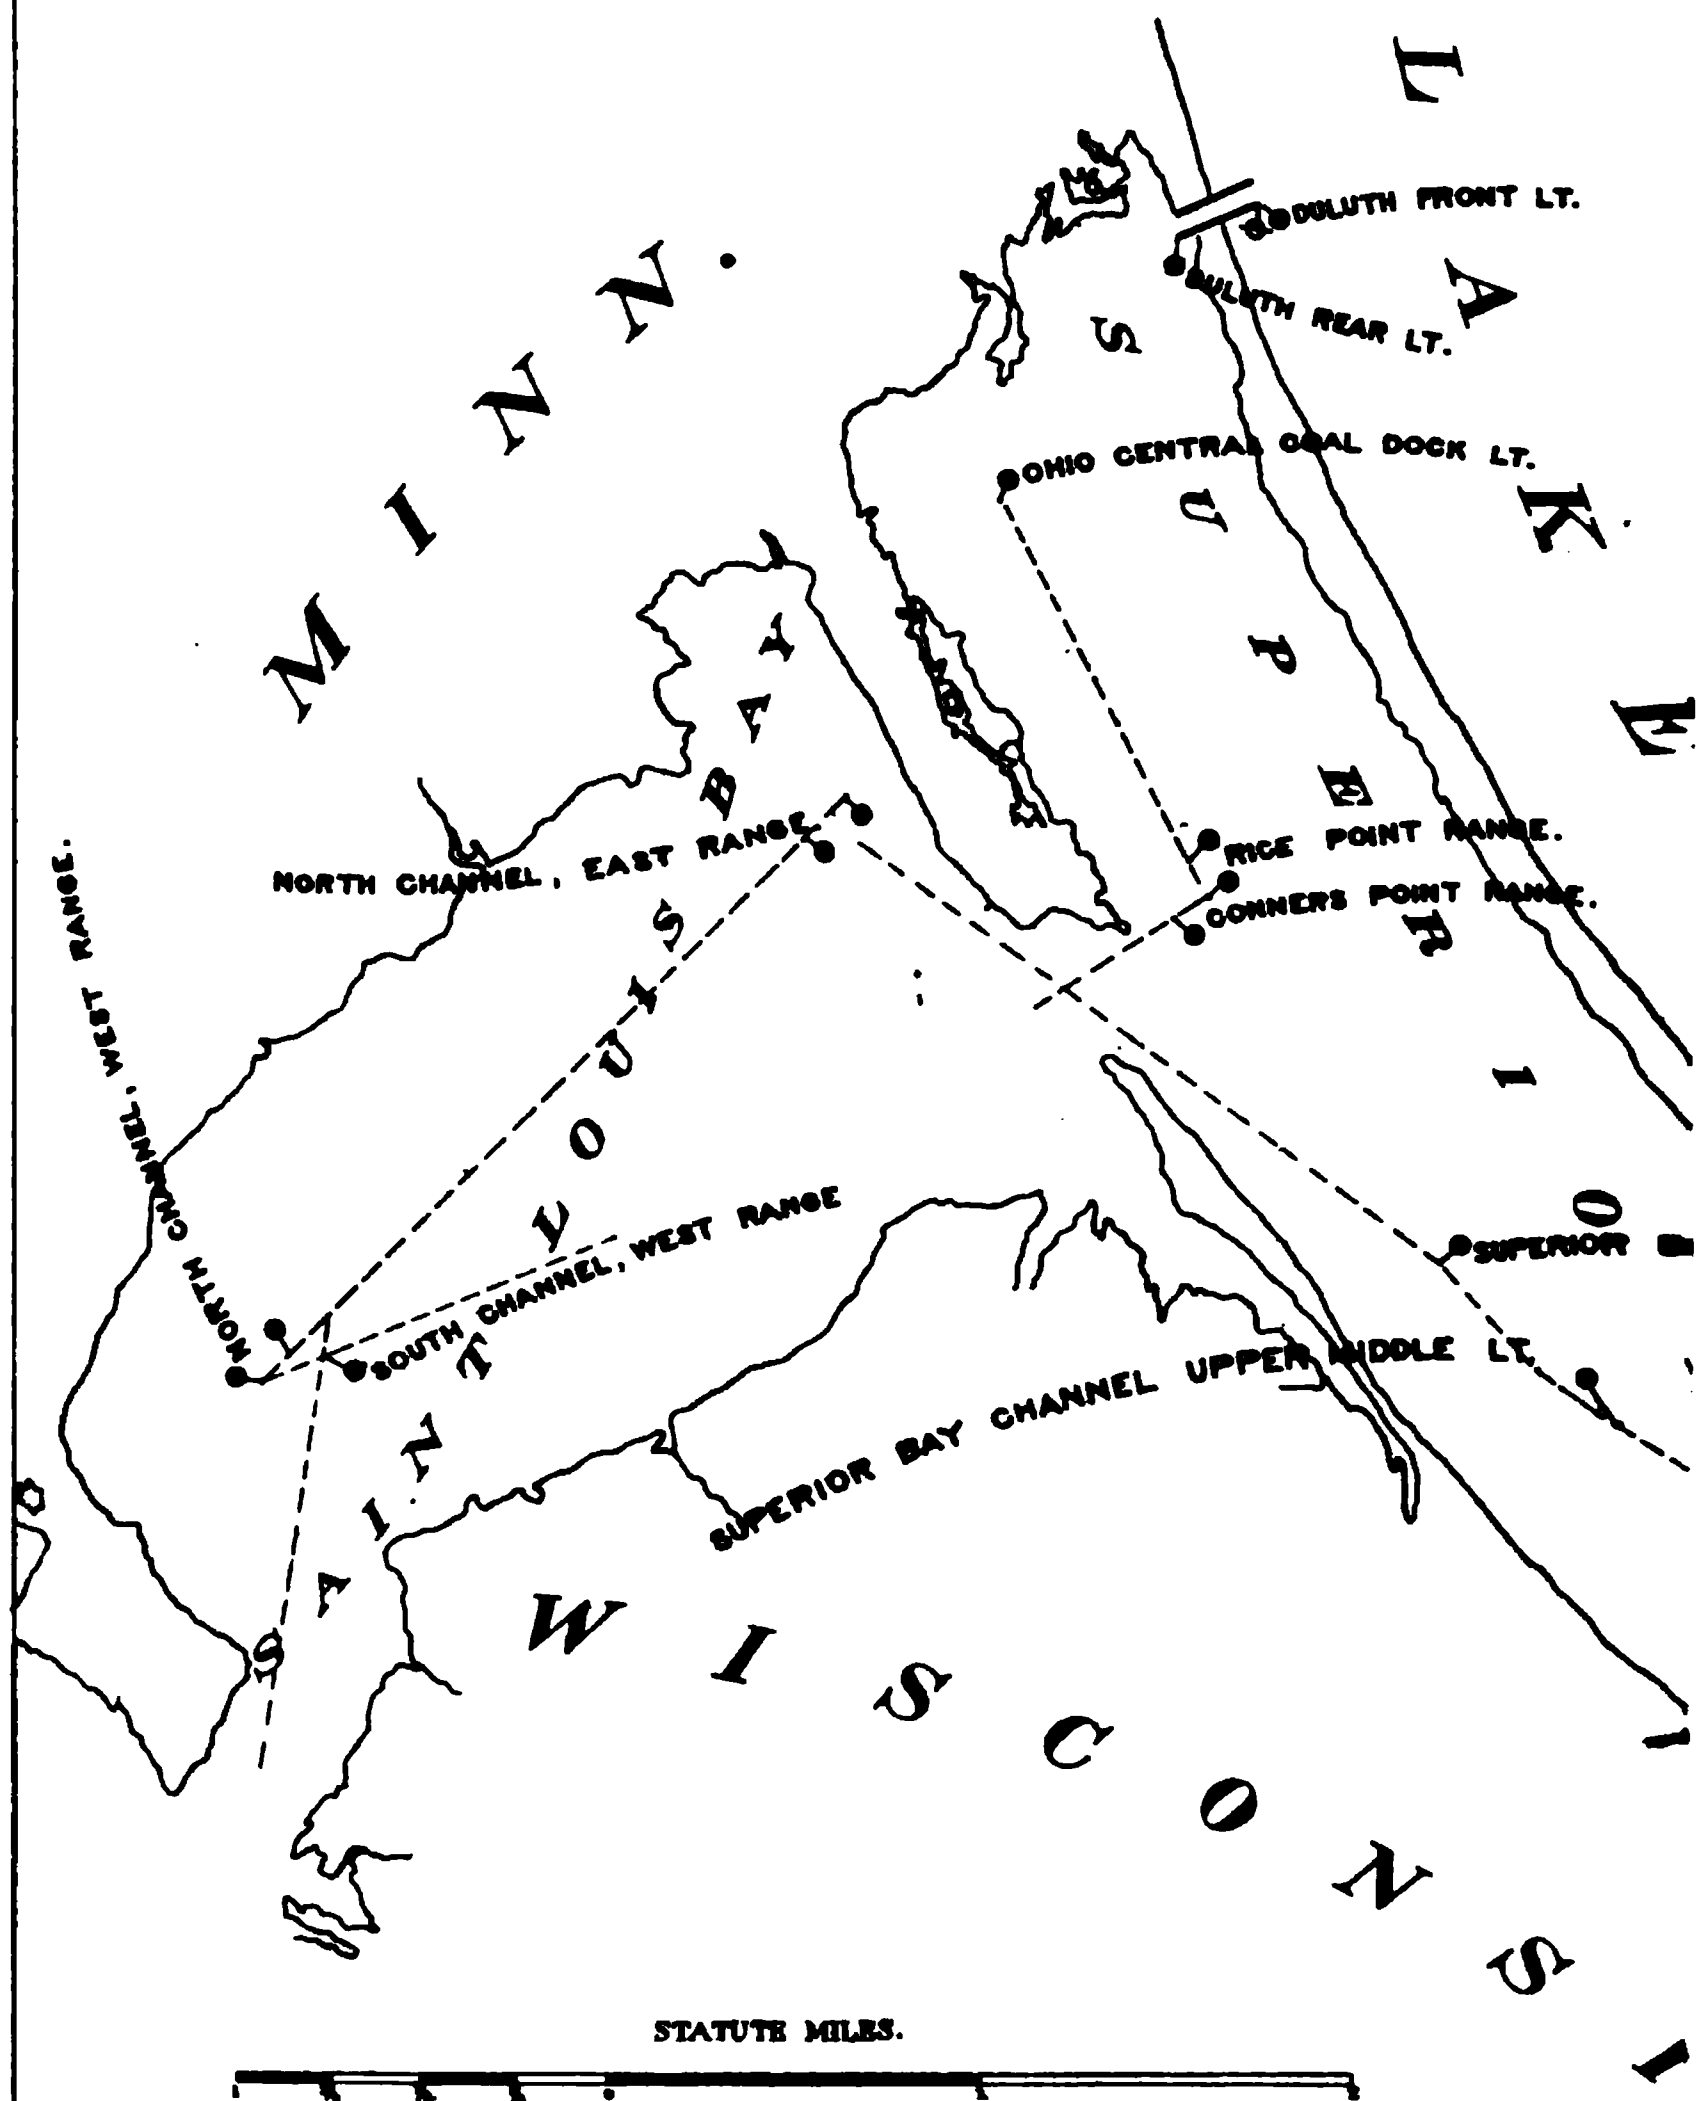 MINN.
DULUTH FRONT LT.
DULUTH REAR LT.
OHIO CENTRAL COAL DOCK LT.
NORTH CHANNEL, EAST RANGE
RICE POINT RANGE.
CONNERS POINT RANGE.
NORTH CHANNEL, WEST RANGE.
SOUTH CHANNEL, WEST RANGE
SUPERIOR
SUPERIOR BAY CHANNEL UPPER MIDDLE LT.
SAINT LOUIS BAY
LAKE
SUPERIO
WISCONSI
STATUTE MILES.